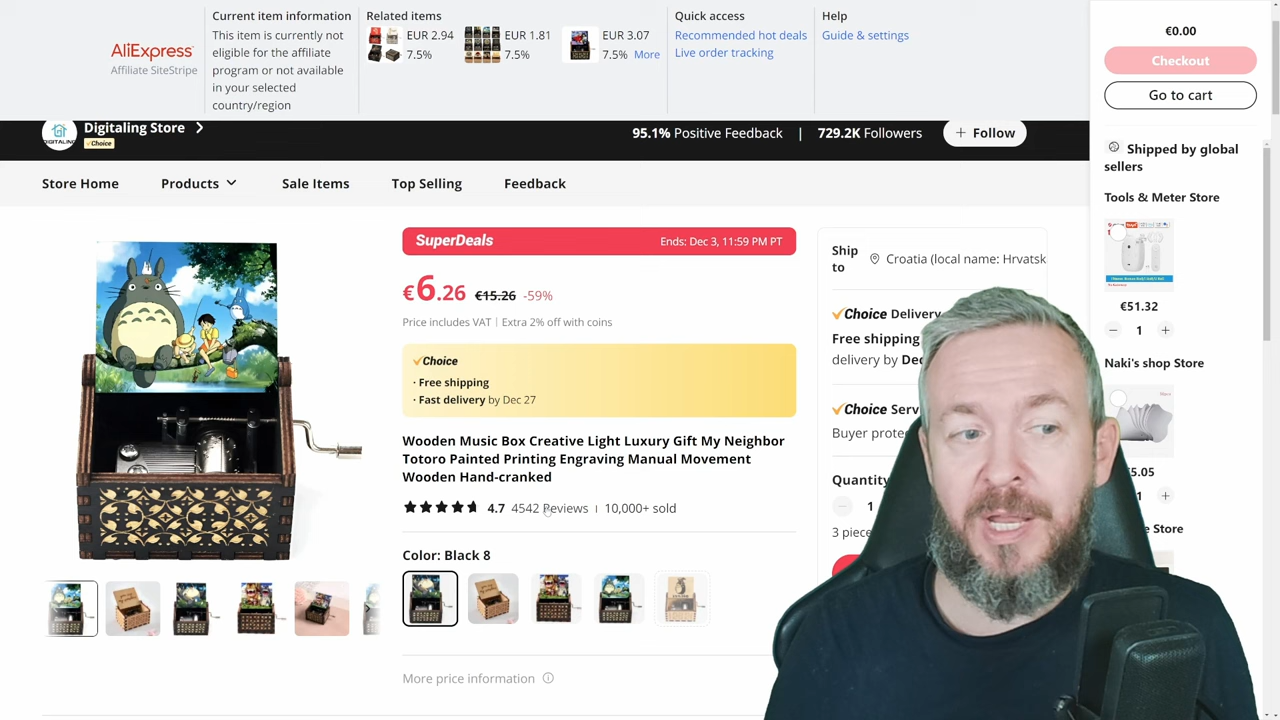 AliExpress
Affiliate SiteStripe
Current item information
This item is currently not
eligible for the affiliate
program or not available
in your selected
country/region
Related items
EUR 2.94
7.5%
EUR 1.81
7.5%
EUR 3.07
7.5% More
Quick access
Recommended hot deals
Live order tracking
Help
Guide & settings
€0.00
Checkout
Go to cart
Shipped by global
sellers
Tools & Meter Store
€51.32
1
Naki's shop Store
5.05
Digitaling Store
Choice
95.1% Positive Feedback | 729.2K Followers
+ Follow
Store Home
Products
Sale Items
Top Selling
Feedback
SuperDeals
Ends: Dec 3, 11:59 PM PT
€6.26 €15.26 -59%
Price includes VAT | Extra 2% off with coins
Choice
· Free shipping
· Fast delivery by Dec 27
Wooden Music Box Creative Light Luxury Gift My Neighbor
Totoro Painted Printing Engraving Manual Movement
Wooden Hand-cranked
4.7 4542 Reviews | 10,000+ sold
Color: Black 8
More price information
Ship
to
Croatia (local name: Hrvatsk
Choice Delivery
Free shipping
delivery by
Choice
Buyer
Quantity
1
3
Store